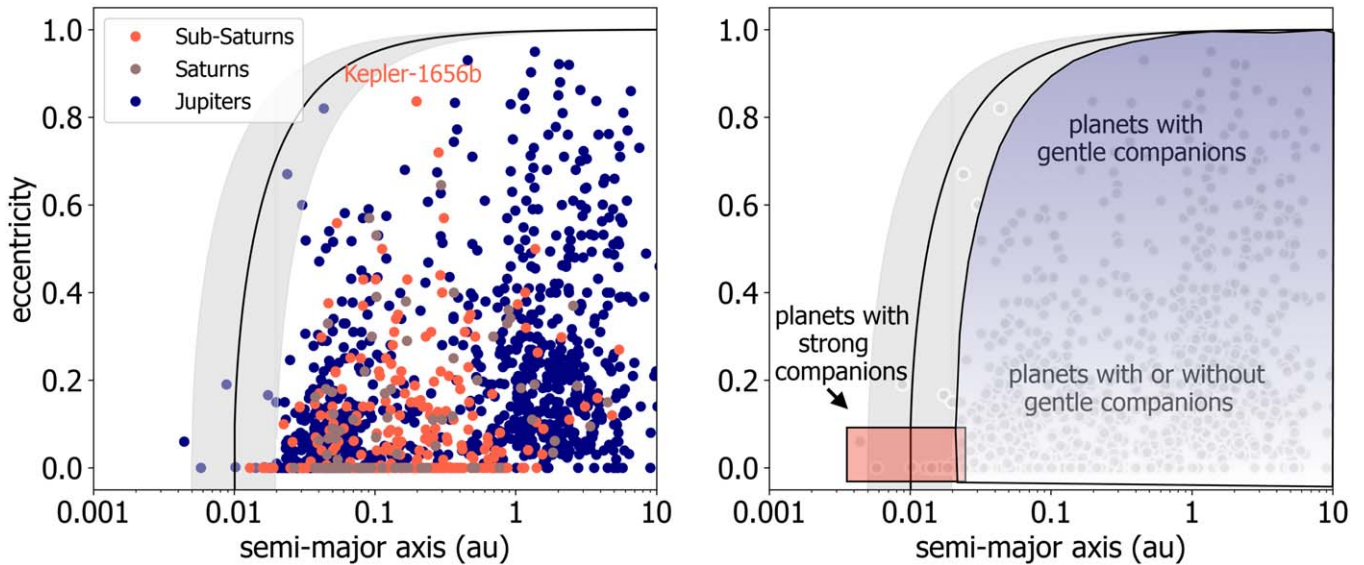 eccentricity
1.0
0.8
0.6
0.4
0.2
0.0
Sub-Saturns
Saturns
Jupiters
Kepler-1656b
0.001
0.01
0.1
1
10
semi-major axis (au)
1.0
0.8
0.6
0.4
0.2
0.0
planets with
gentle companions
planets with
strong
companions
planets with or without
gentle companions
0.001
0.01
0.1
1
10
semi-major axis (au)